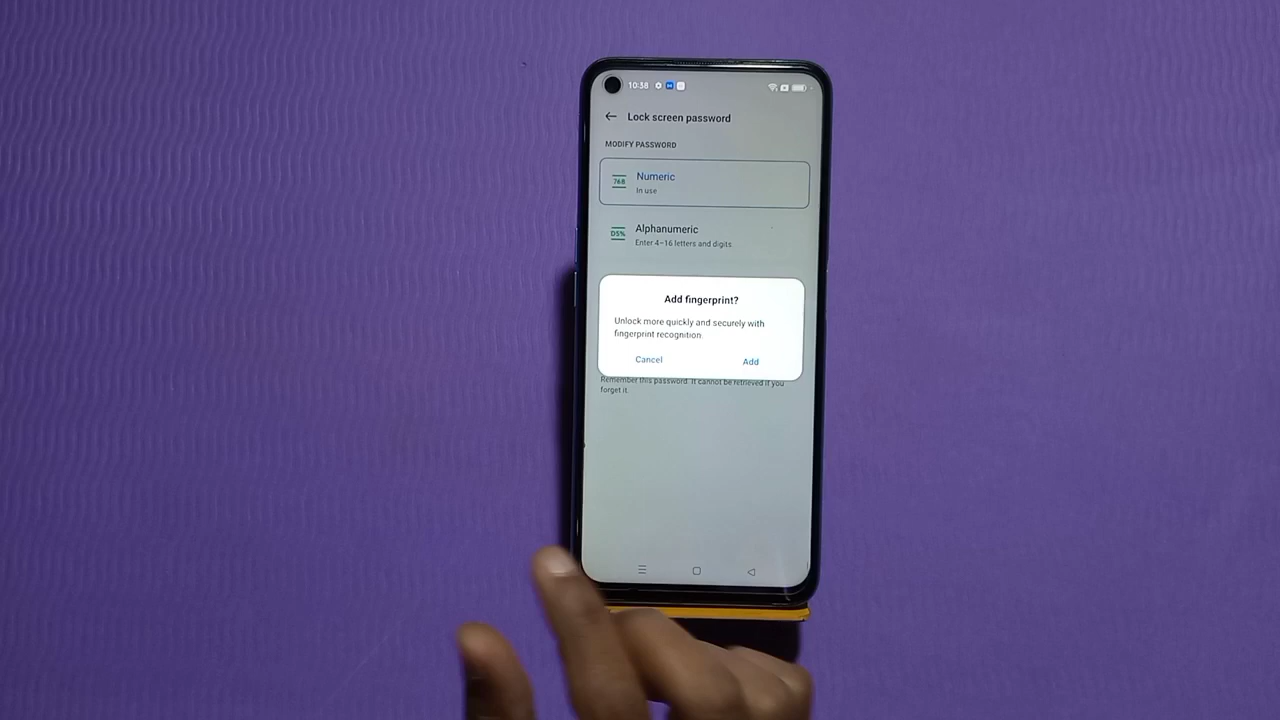 10:38
Lock screen password
MODIFY PASSWORD
768
Numeric
In use
D5%
Alphanumeric
Enter 4–16 letters and digits
Add fingerprint?
Unlock more quickly and securely with
fingerprint recognition.
Cancel
Add
Remember this password. It cannot be retrieved if you
forget it.